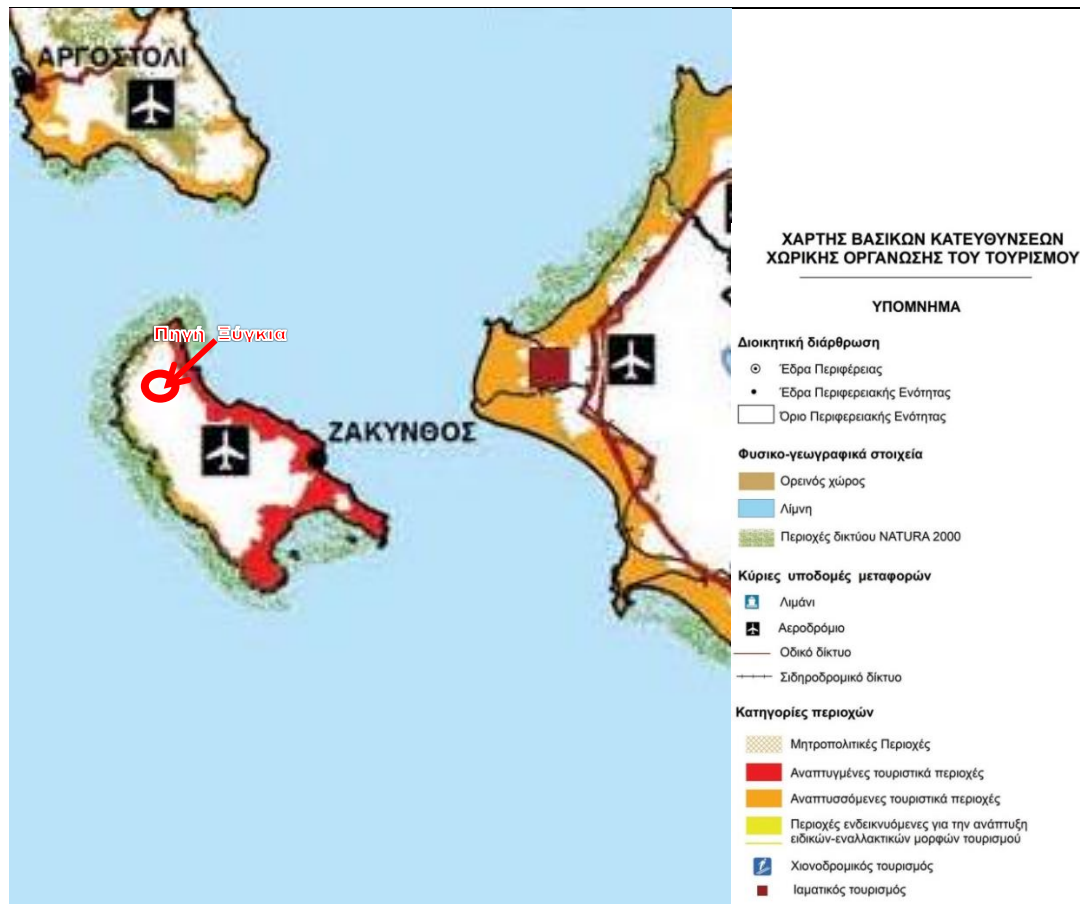 ΑΡΓΟΣΤΟΛΙ
Πηγή Ξύγκια
ΖΑΚΥΝΘΟΣ
ΧΑΡΤΗΣ ΒΑΣΙΚΩΝ ΚΑΤΕΥΘΥΝΣΕΩΝ
ΧΩΡΙΚΗΣ ΟΡΓΑΝΩΣΗΣ ΤΟΥ ΤΟΥΡΙΣΜΟΥ
ΥΠΟΜΝΗΜΑ
Διοικητική διάρθρωση
Έδρα Περιφέρειας
Έδρα Περιφερειακής Ενότητας
Όριο Περιφερειακής Ενότητας
Φυσικο-γεωγραφικά στοιχεία
Ορεινός χώρος
Λίμνη
Περιοχές δικτύου NATURA 2000
Κύριες υποδομές μεταφορών
Λιμάνι
Αεροδρόμιο
Οδικό δίκτυο
Σιδηροδρομικό δίκτυο
Κατηγορίες περιοχών
Μητροπολιτικές Περιοχές
Αναπτυγμένες τουριστικά περιοχές
Αναπτυσσόμενες τουριστικά περιοχές
Περιοχές ενδεικνυόμενες για την ανάπτυξη
ειδικών-εναλλακτικών μορφών τουρισμού
Χιονοδρομικός τουρισμός
Ιαματικός τουρισμός